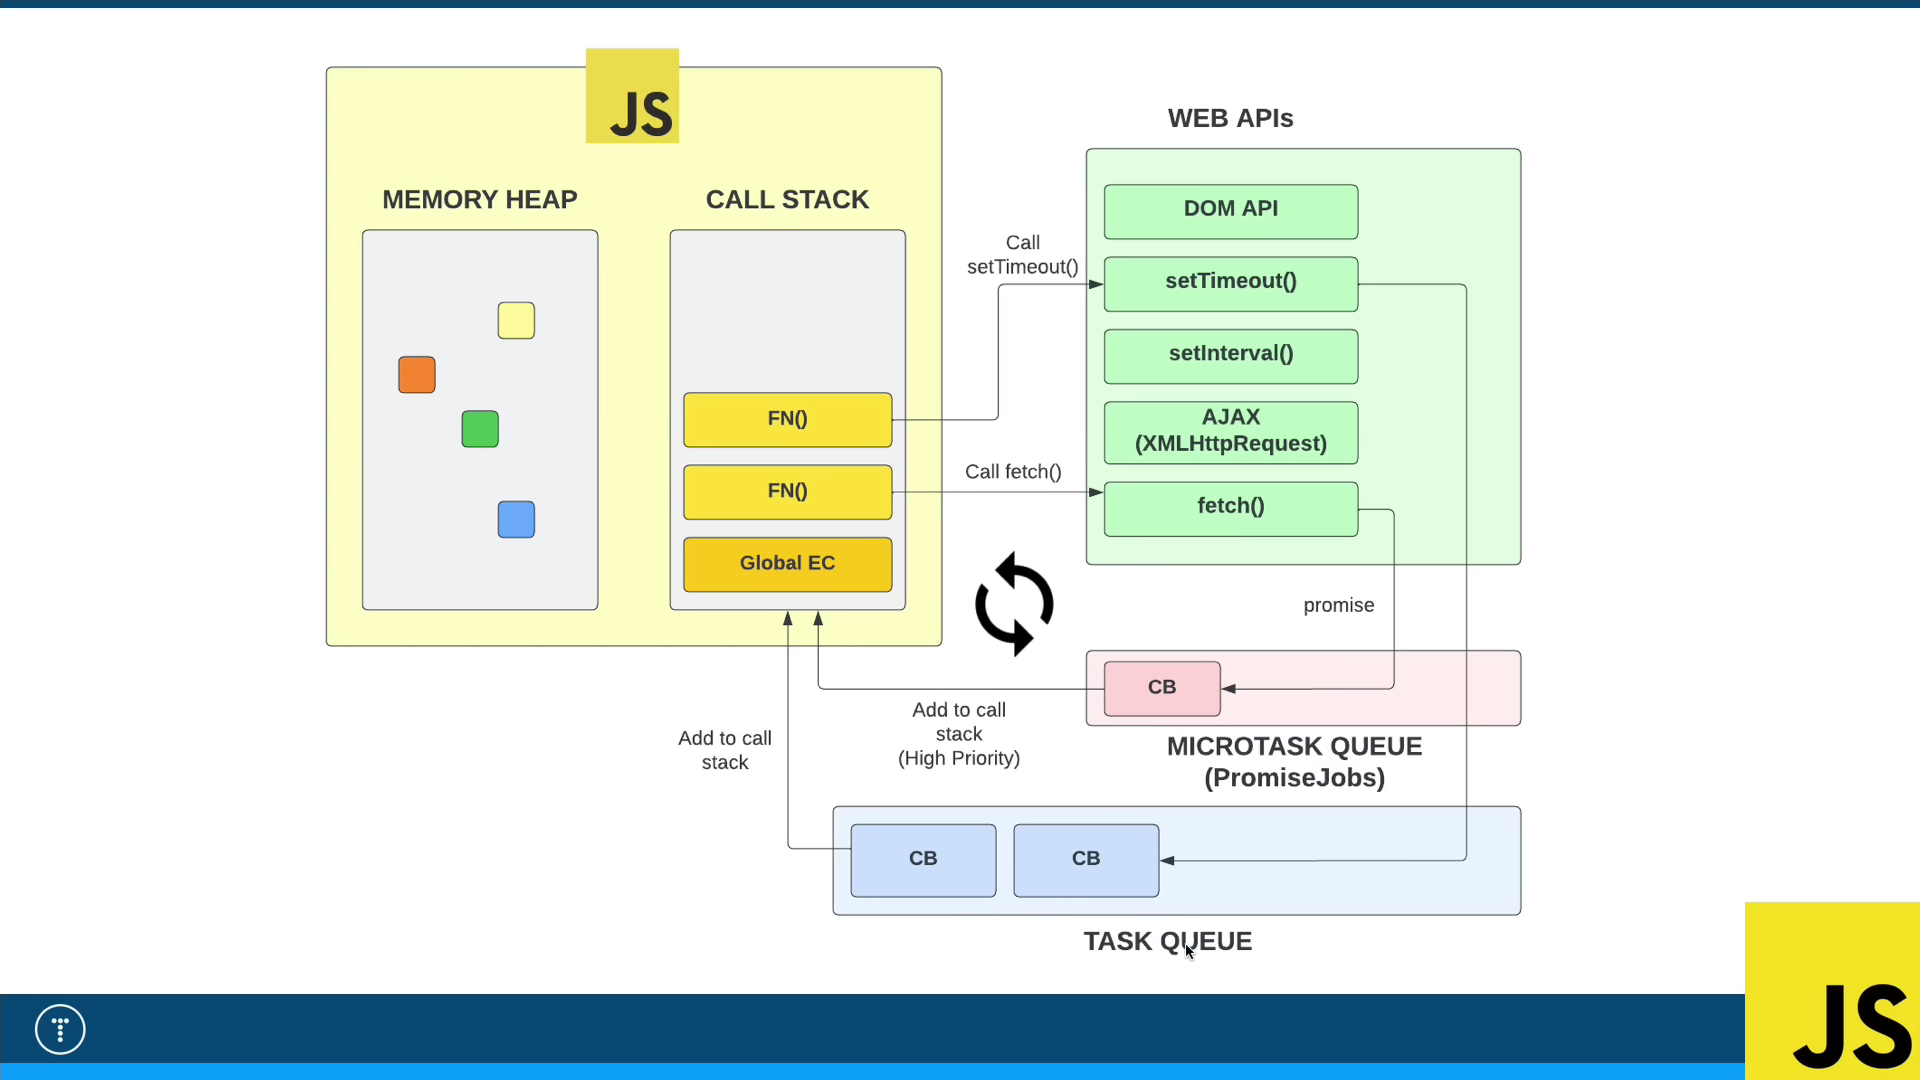 JS
MEMORY HEAP
CALL STACK
FN()
FN()
Global EC
Call
setTimeout()
Call fetch()
WEB APIs
DOM API
setTimeout()
setInterval()
AJAX
(XMLHttpRequest)
fetch()
promise
CB
MICROTASK QUEUE
(PromiseJobs)
Add to call
stack
(High Priority)
Add to call
stack
CB
CB
TASK QUEUE
T
JS